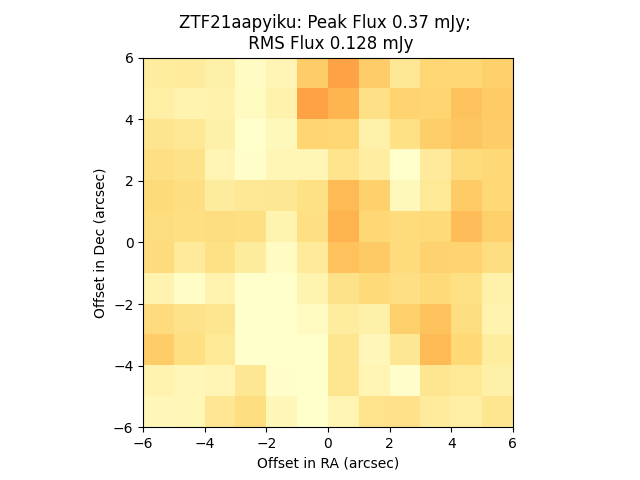 ZTF21aapyiku: Peak Flux 0.37 mJy;
RMS Flux 0.128 mJy
6
4
2
0
−2
−4
−6
Offset in Dec (arcsec)
−6 −4 −2 0 2 4 6
Offset in RA (arcsec)